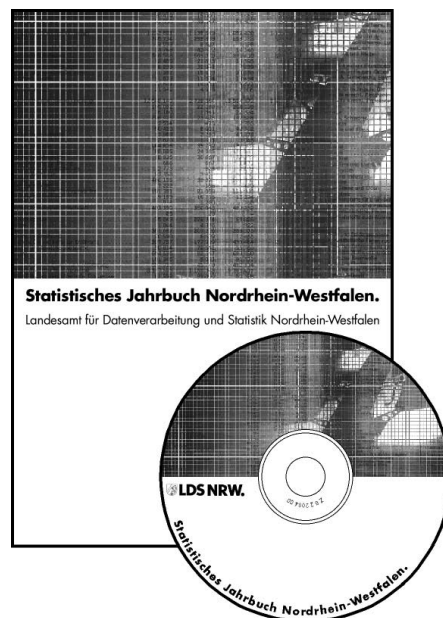 Statistisches Jahrbuch Nordrhein-Westfalen.
Landesamt für Datenverarbeitung und Statistik Nordrhein-Westfalen
LDS NRW.
Statistisches Jahrbuch Nordrhein-Westfalen.